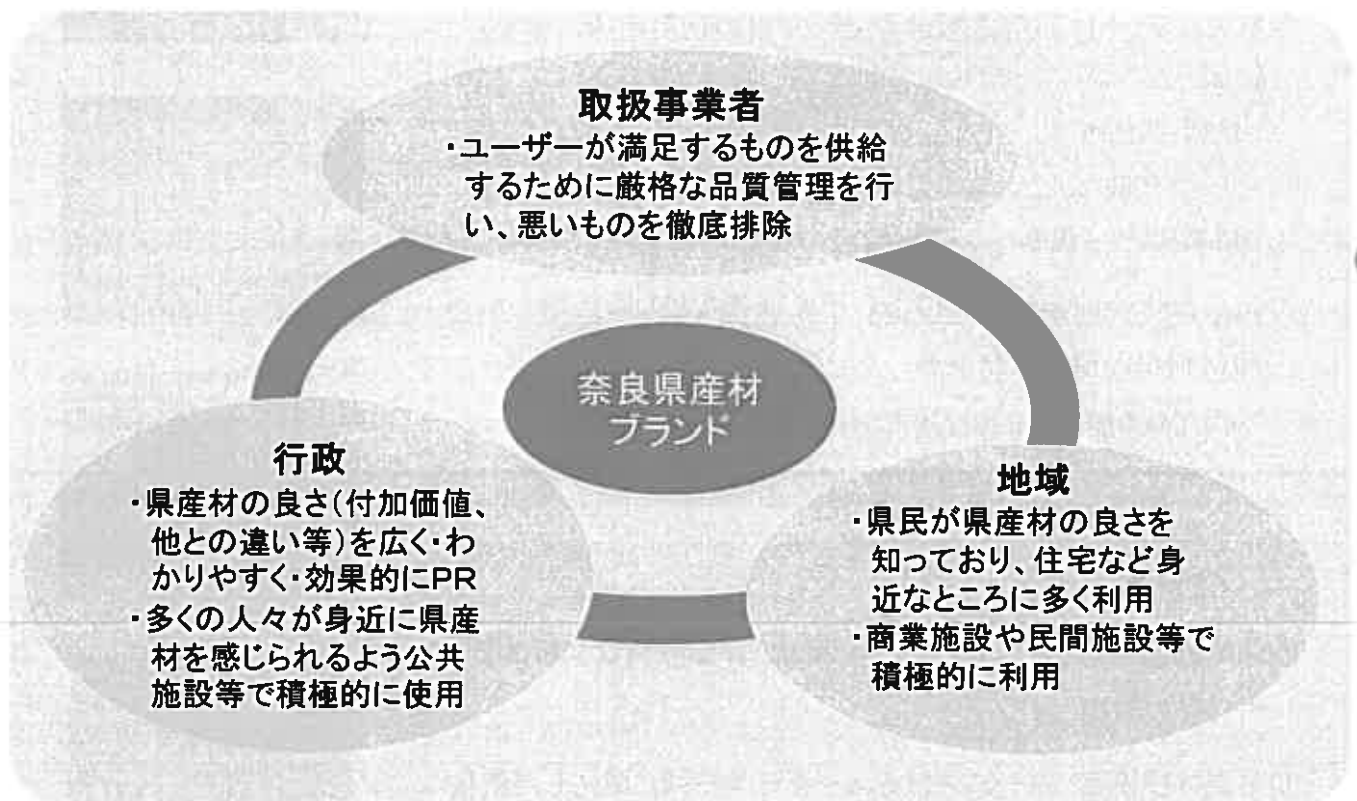 取扱事業者
・ユーザーが満足するものを供給
するために厳格な品質管理を行
い、悪いものを徹底排除
奈良県産材
ブランド
行政
・県産材の良さ(付加価値、
他との違い等)を広く・わ
かりやすく・効果的にPR
・多くの人々が身近に県産
材を感じられるよう公共
施設等で積極的に使用
地域
・県民が県産材の良さを
知っており、住宅など身
近なところに多く利用
・商業施設や民間施設等で
積極的に利用